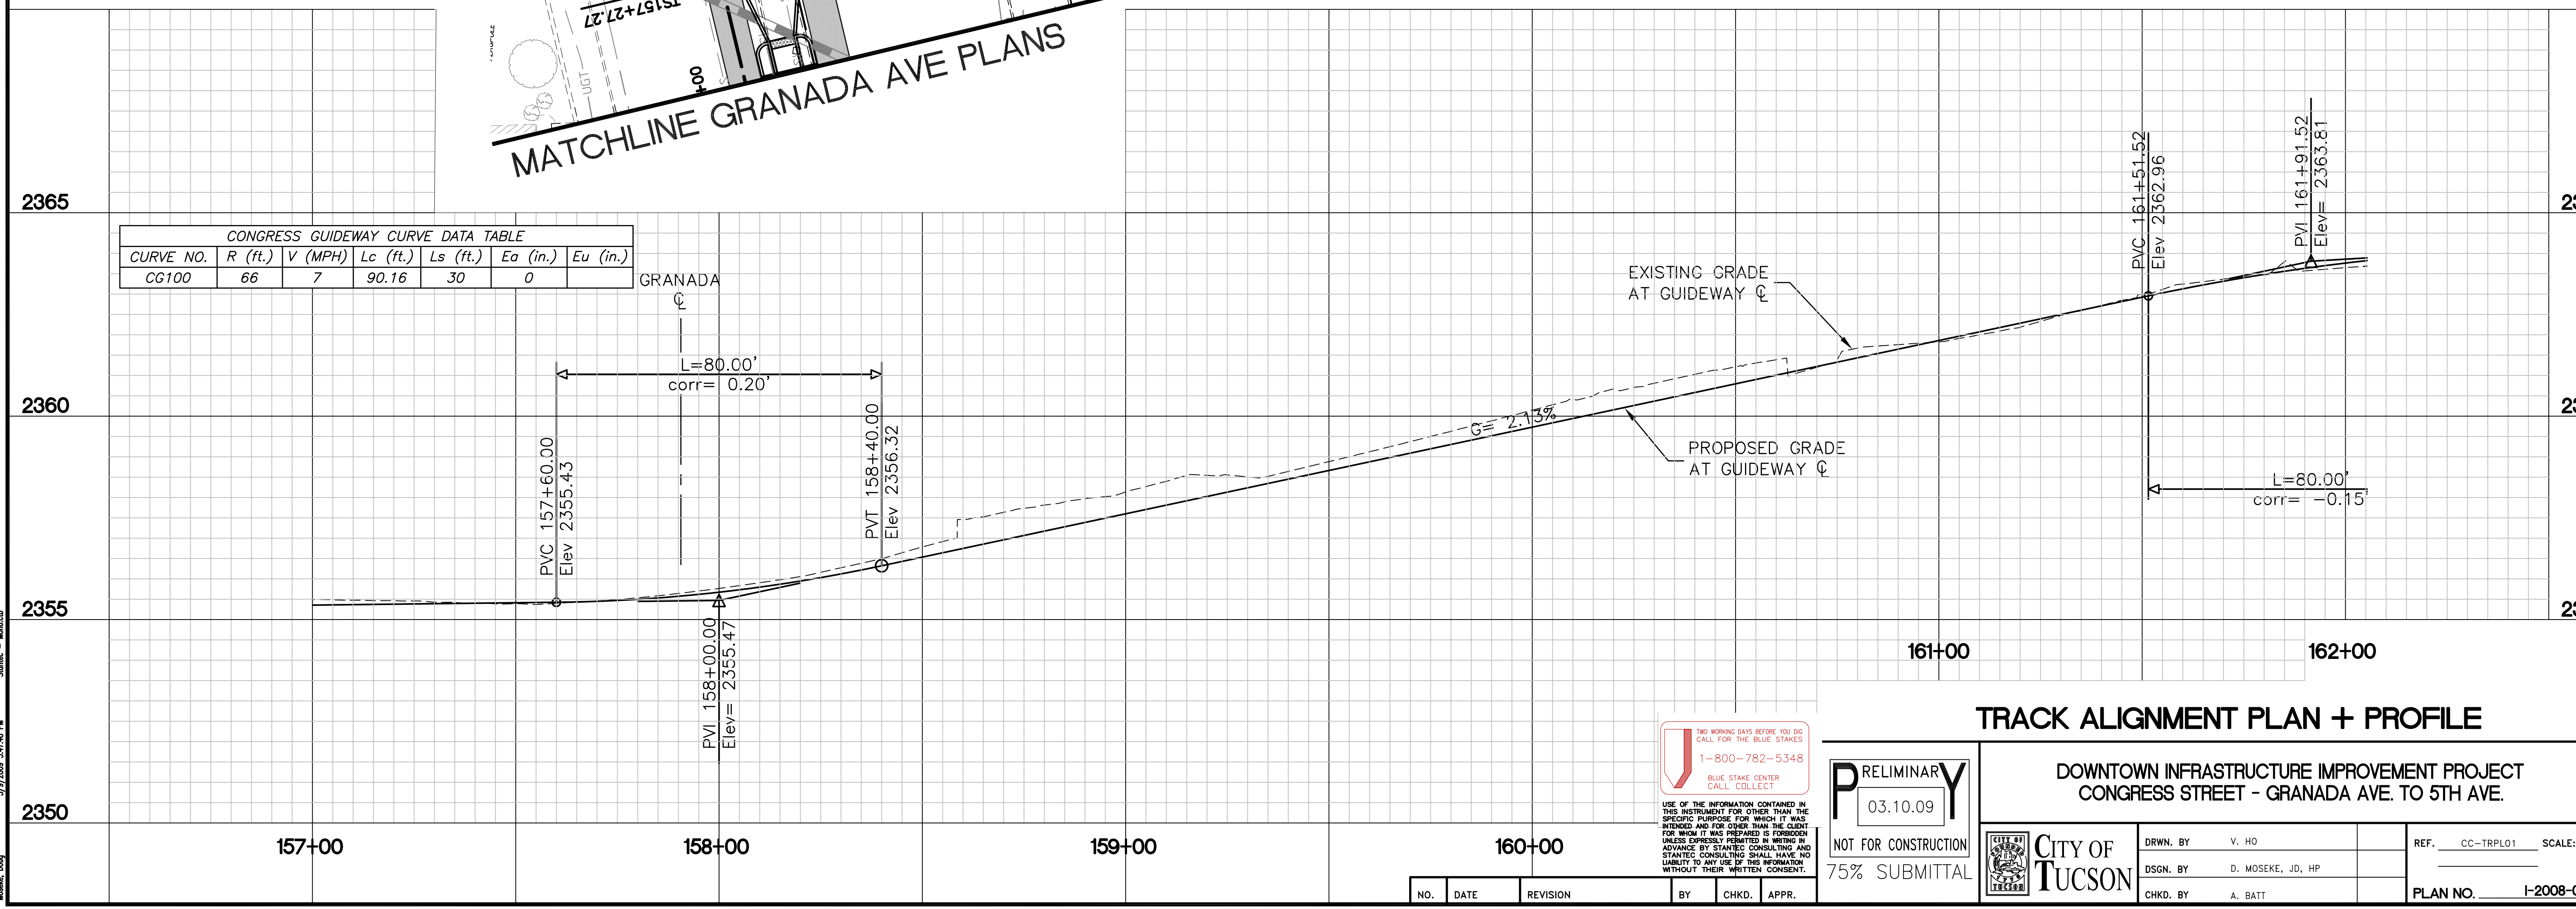 TS157+27.27
+00
UGT
MATCHLINE GRANADA AVE PLANS
2365
2360
2355
2350
CONGRESS GUIDEWAY CURVE DATA TABLE
CURVE NO. R (ft.) V (MPH) Lc (ft.) Ls (ft.) Ea (in.) Eu (in.)
CG100 66 7 90.16 30 0
GRANADA
℄
L=80.00'
corr= 0.20'
PVC 157+60.00
Elev 2355.43
PVI 158+00.00
Elev= 2355.47
PVT 158+40.00
Elev 2356.32
G= 2.13%
EXISTING GRADE
AT GUIDEWAY ℄
PROPOSED GRADE
AT GUIDEWAY ℄
PVC 161+51.52
Elev 2362.96
PVI 161+91.52
Elev= 2363.81
L=80.00'
corr= -0.15'
157+00
158+00
159+00
160+00
161+00
162+00
TRACK ALIGNMENT PLAN + PROFILE
TWO WORKING DAYS BEFORE YOU DIG
CALL FOR THE BLUE STAKES
1-800-782-5348
BLUE STAKE CENTER
CALL COLLECT
USE OF THE INFORMATION CONTAINED IN
THIS INSTRUMENT FOR OTHER THAN THE
SPECIFIC PURPOSE FOR WHICH IT WAS
INTENDED AND FOR OTHER THAN THE CLIENT
FOR WHOM IT WAS PREPARED IS FORBIDDEN
UNLESS EXPRESSLY PERMITTED IN WRITING IN
ADVANCE BY STANTEC CONSULTING AND
STANTEC CONSULTING SHALL HAVE NO
LIABILITY TO ANY USE OF THIS INFORMATION
WITHOUT THEIR WRITTEN CONSENT.
PRELIMINARY
03.10.09
NOT FOR CONSTRUCTION
75% SUBMITTAL
DOWNTOWN INFRASTRUCTURE IMPROVEMENT PROJECT
CONGRESS STREET - GRANADA AVE. TO 5TH AVE.
CITY OF
TUCSON
CITY OF
TUCSON
DRWN. BY V. HO
DSGN. BY D. MOSEKE, JD, HP
CHKD. BY A. BATT
REF. CC-TRPL01 SCALE:
PLAN NO. I-2008-0
NO. DATE REVISION BY CHKD. APPR.